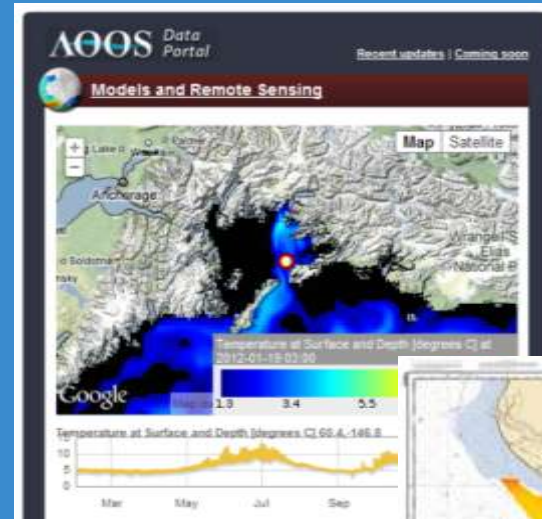 AOOS Data Portal
Recent updates | Coming soon
Models and Remote Sensing
Map Satellite
Anchorage
Soldotna
Wrangell S
Elias
National P
Temperature at Surface and Depth [degrees C] at
2012-01-19 03:00
Google
1.3 3.4 5.5
Temperature at Surface and Depth [degrees C] 60.4,-146.8
15
10
5
0
Mar May Jul Sep